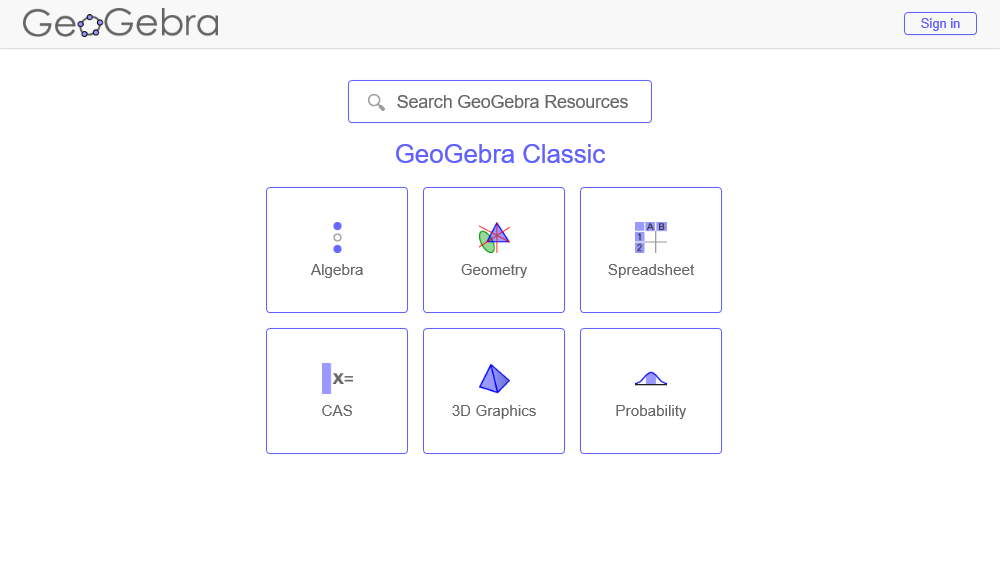 GeoGebra
Sign in
Search GeoGebra Resources
GeoGebra Classic
Algebra
Geometry
A B
1
2
Spreadsheet
x=
CAS
3D Graphics
Probability